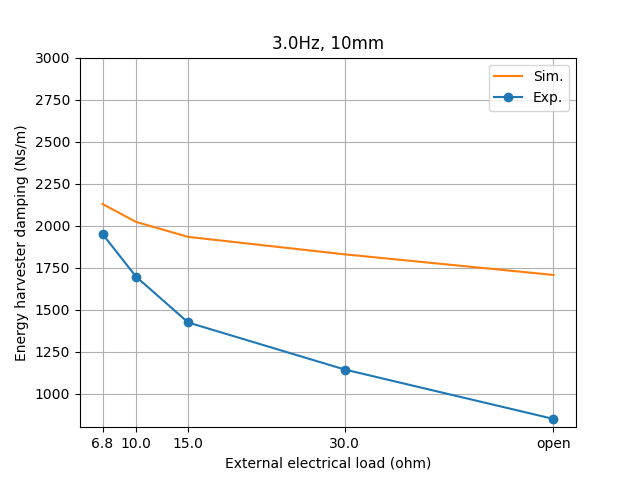 3.0Hz, 10mm
Sim.
Exp.
Energy harvester damping (Ns/m)
3000
2750
2500
2250
2000
1750
1500
1250
1000
6.8 10.0 15.0 30.0 open
External electrical load (ohm)